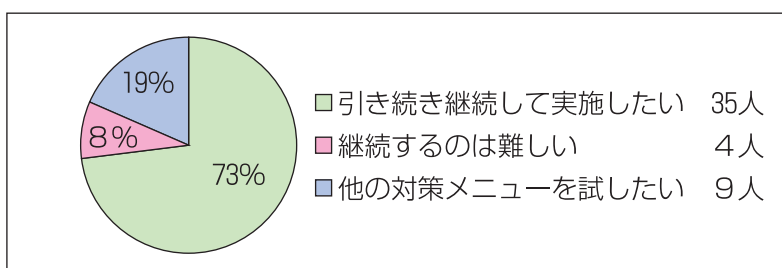 19%
8%
73%
引き続き継続して実施したい 35人
継続するのは難しい 4人
他の対策メニューを試したい 9人